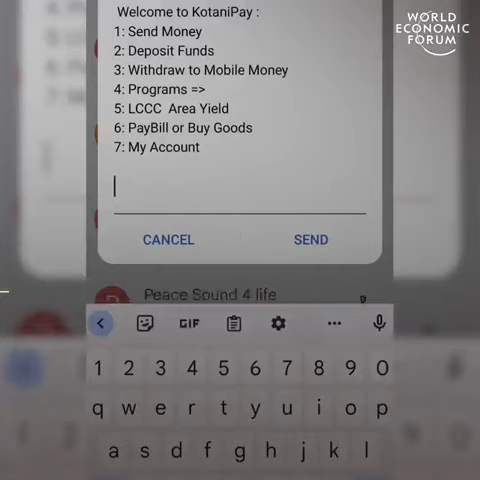 WORLD
ECONOMIC
FORUM
Welcome to KotaniPay :
1: Send Money
2: Deposit Funds
3: Withdraw to Mobile Money
4: Programs =>
5: LCCC Area Yield
6: PayBill or Buy Goods
7: My Account
CANCEL SEND
Peace Sound 4 life
GIF
1 2 3 4 5 6 7 8 9 0
q w e r t y u i o p
a s d f g h j k l